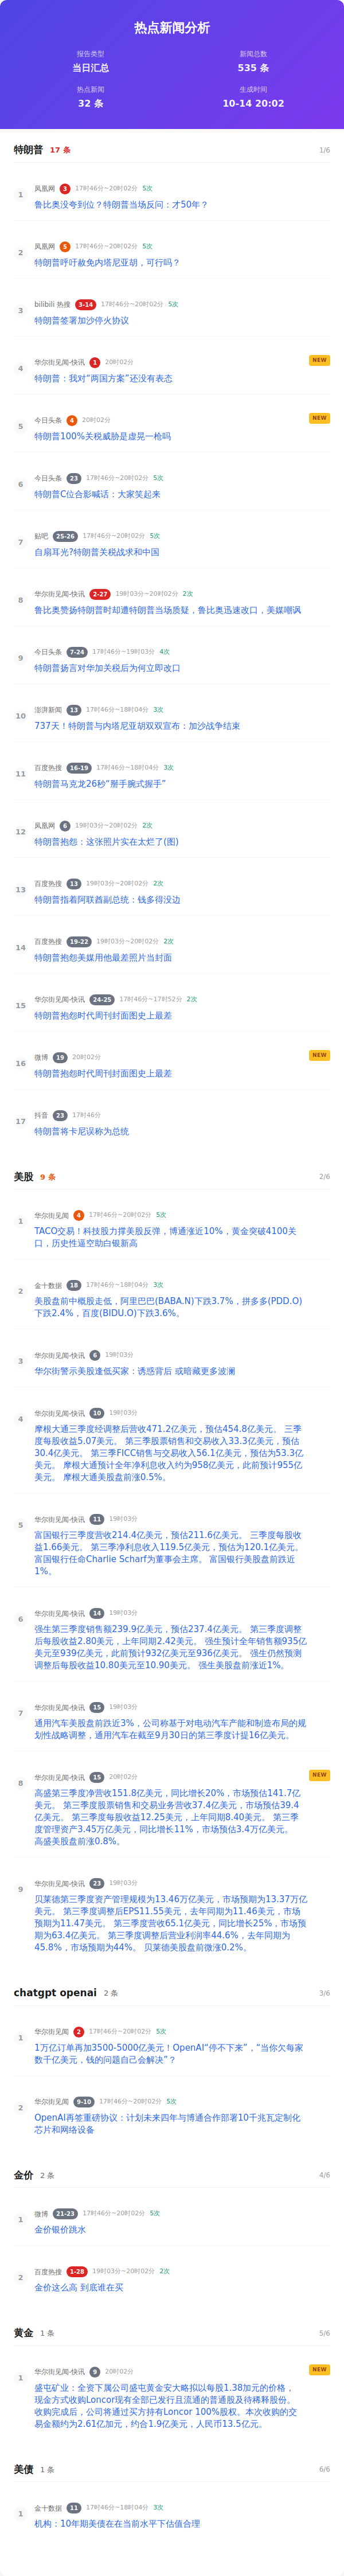 热点新闻分析
报告类型
当日汇总
新闻总数
535 条
热点新闻
32 条
生成时间
10-14 20:02
特朗普 17 条 1/6
1
凤凰网 3 17时46分~20时02分 5次
鲁比奥没夸到位？特朗普当场反问：才50年？
2
凤凰网 5 17时46分~20时02分 5次
特朗普呼吁赦免内塔尼亚胡，可行吗？
3
bilibili 热搜 3-14 17时46分~20时02分 5次
特朗普签署加沙停火协议
4
华尔街见闻-快讯 1 20时02分 NEW
特朗普：我对“两国方案”还没有表态
5
今日头条 4 20时02分 NEW
特朗普100%关税威胁是虚晃一枪吗
6
今日头条 23 17时46分~20时02分 5次
特朗普C位合影喊话：大家笑起来
7
贴吧 25-26 17时46分~20时02分 5次
自扇耳光?特朗普关税战求和中国
8
华尔街见闻-快讯 2-27 19时03分~20时02分 2次
鲁比奥赞扬特朗普时却遭特朗普当场质疑，鲁比奥迅速改口，美媒嘲讽
9
今日头条 7-24 17时46分~19时03分 4次
特朗普扬言对华加关税后为何立即改口
10
澎湃新闻 13 17时46分~18时04分 3次
737天！特朗普与内塔尼亚胡双双宣布：加沙战争结束
11
百度热搜 16-19 17时46分~18时04分 3次
特朗普马克龙26秒“掰手腕式握手”
12
凤凰网 6 19时03分~20时02分 2次
特朗普抱怨：这张照片实在太烂了(图)
13
百度热搜 13 19时03分~20时02分 2次
特朗普指着阿联酋副总统：钱多得没边
14
百度热搜 19-22 19时03分~20时02分 2次
特朗普抱怨美媒用他最差照片当封面
15
华尔街见闻-快讯 24-25 17时46分~17时52分 2次
特朗普抱怨时代周刊封面图史上最差
16
微博 19 20时02分 NEW
特朗普抱怨时代周刊封面图史上最差
17
抖音 23 17时46分
特朗普将卡尼误称为总统
美股 9 条 2/6
1
华尔街见闻 4 17时46分~20时02分 5次
TACO交易！科技股力撑美股反弹，博通涨近10%，黄金突破4100关
口，历史性逼空助白银新高
2
金十数据 18 17时46分~18时04分 3次
美股盘前中概股走低，阿里巴巴(BABA.N)下跌3.7%，拼多多(PDD.O)
下跌2.4%，百度(BIDU.O)下跌3.6%。
3
华尔街见闻-快讯 6 19时03分
华尔街警示美股逢低买家：诱惑背后 或暗藏更多波澜
4
华尔街见闻-快讯 10 19时03分
摩根大通三季度经调整后营收471.2亿美元，预估454.8亿美元。 三季
度每股收益5.07美元。 第三季股票销售和交易收入33.3亿美元，预估
30.4亿美元。 第三季FICC销售与交易收入56.1亿美元，预估为53.3亿
美元。 摩根大通预计全年净利息收入约为958亿美元，此前预计955亿
美元。 摩根大通美股盘前涨0.5%。
5
华尔街见闻-快讯 11 19时03分
富国银行三季度营收214.4亿美元，预估211.6亿美元。 三季度每股收
益1.66美元。 第三季净利息收入119.5亿美元，预估为120.1亿美元。
富国银行任命Charlie Scharf为董事会主席。 富国银行美股盘前跌近
1%。
6
华尔街见闻-快讯 14 19时03分
强生第三季度销售额239.9亿美元，预估237.4亿美元。 第三季度调整
后每股收益2.80美元，上年同期2.42美元。 强生预计全年销售额935亿
美元至939亿美元，此前预计932亿美元至936亿美元。 强生仍然预测
调整后每股收益10.80美元至10.90美元。 强生美股盘前涨近1%。
7
华尔街见闻-快讯 15 19时03分
通用汽车美股盘前跌近3%，公司称基于对电动汽车产能和制造布局的规
划性战略调整，通用汽车在截至9月30日的第三季度计提16亿美元。
8
华尔街见闻-快讯 15 20时02分 NEW
高盛第三季度净营收151.8亿美元，同比增长20%，市场预估141.7亿
美元。 第三季度股票销售和交易业务营收37.4亿美元，市场预估39.4
亿美元。 第三季度每股收益12.25美元，上年同期8.40美元。 第三季
度管理资产3.45万亿美元，同比增长11%，市场预估3.4万亿美元。
高盛美股盘前涨0.8%。
9
华尔街见闻-快讯 23 19时03分
贝莱德第三季度资产管理规模为13.46万亿美元，市场预期为13.37万亿
美元。 第三季度调整后EPS11.55美元，去年同期为11.46美元，市场
预期为11.47美元。 第三季度营收65.1亿美元，同比增长25%，市场预
期为63.4亿美元。 第三季度调整后营业利润率44.6%，去年同期为
45.8%，市场预期为44%。 贝莱德美股盘前微涨0.2%。
chatgpt openai 2 条 3/6
1
华尔街见闻 2 17时46分~20时02分 5次
1万亿订单再加3500-5000亿美元！OpenAI“停不下来”，“当你欠每家
数千亿美元，钱的问题自己会解决”？
2
华尔街见闻 9-10 17时46分~20时02分 5次
OpenAI再签重磅协议：计划未来四年与博通合作部署10千兆瓦定制化
芯片和网络设备
金价 2 条 4/6
1
微博 21-23 17时46分~20时02分 5次
金价银价跳水
2
百度热搜 1-28 19时03分~20时02分 2次
金价这么高 到底谁在买
黄金 1 条 5/6
1
华尔街见闻-快讯 9 20时02分 NEW
盛屯矿业：全资下属公司盛屯黄金安大略拟以每股1.38加元的价格，
现金方式收购Loncor现有全部已发行且流通的普通股及待稀释股份。
收购完成后，公司将通过买方持有Loncor 100%股权。本次收购的交
易金额约为2.61亿加元，约合1.9亿美元，人民币13.5亿元。
美债 1 条 6/6
1
金十数据 11 17时46分~18时04分 3次
机构：10年期美债在在当前水平下估值合理